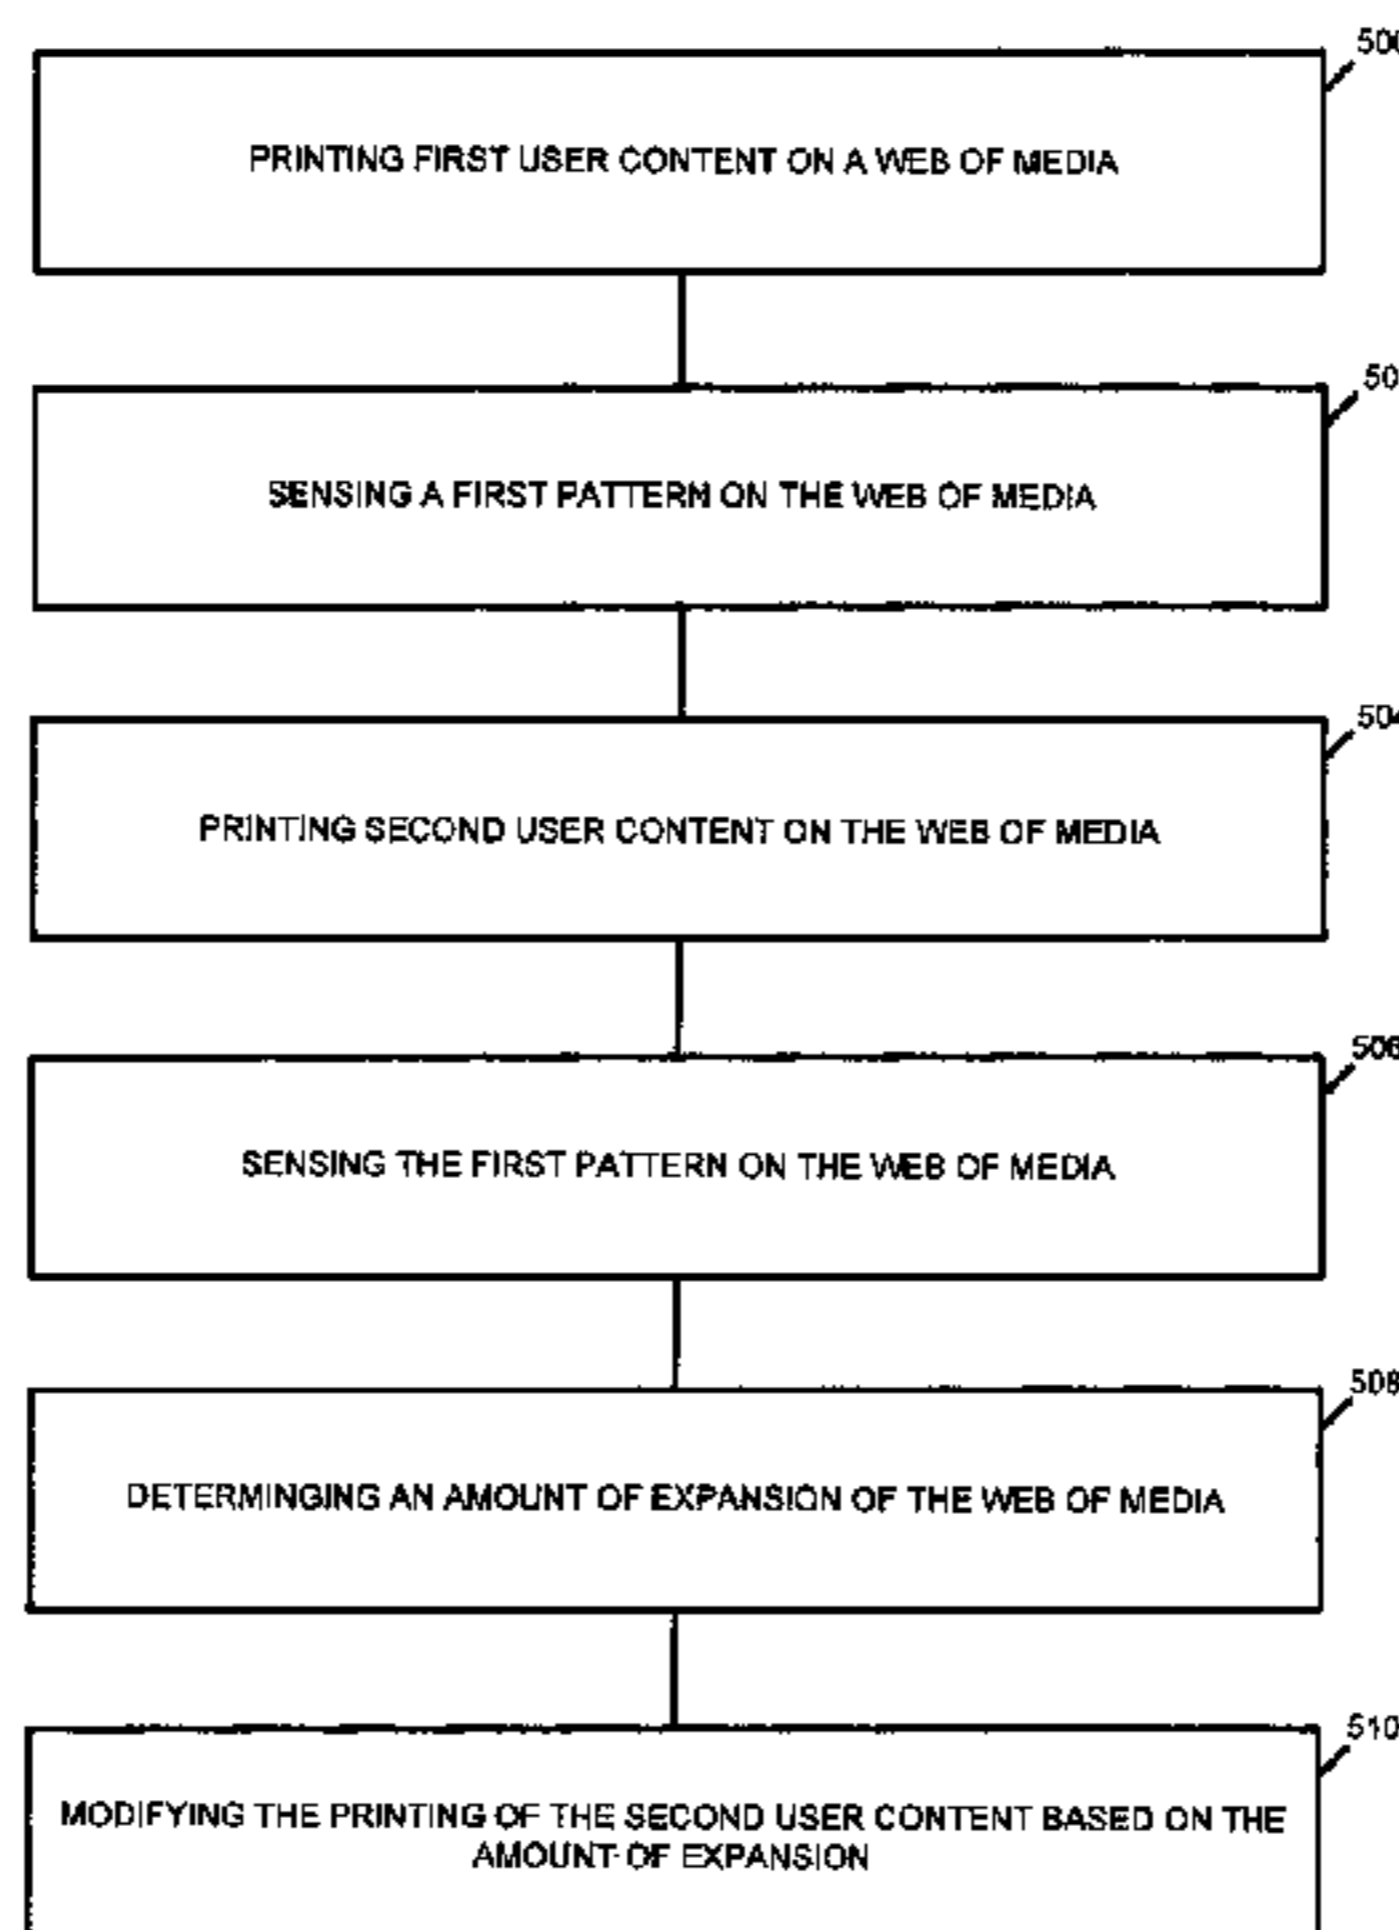 500
PRINTING FIRST USER CONTENT ON A WEB OF MEDIA
50
SENSING A FIRST PATTERN ON THE WEB OF MEDIA
504
PRINTING SECOND USER CONTENT ON THE WEB OF MEDIA
506
SENSING THE FIRST PATTERN ON THE WEB OF MEDIA
508
DETERMINGING AN AMOUNT OF EXPANSION OF THE WEB OF MEDIA
510
MODIFYING THE PRINTING OF THE SECOND USER CONTENT BASED ON THE
AMOUNT OF EXPANSION